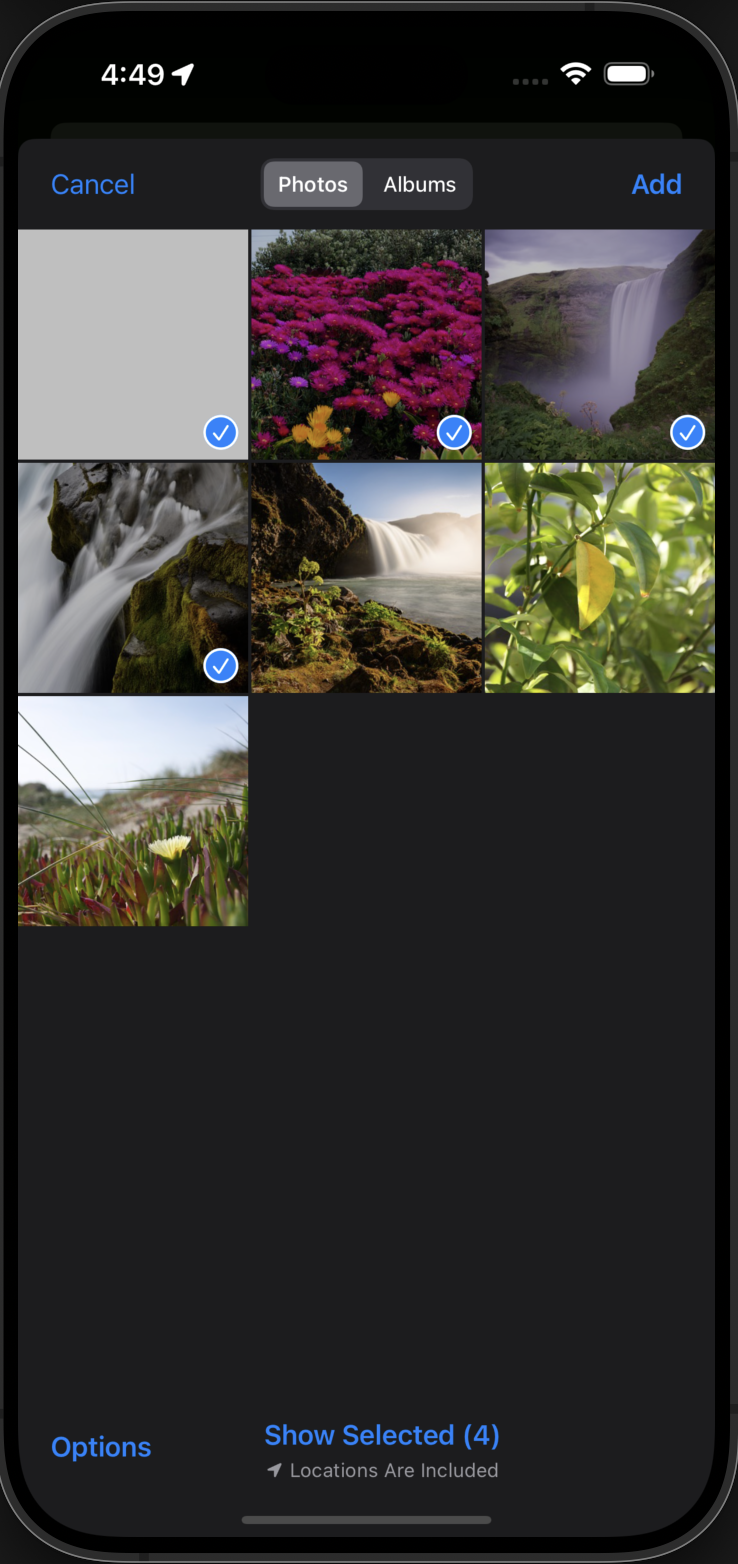 4:49
Cancel
Photos
Albums
Add
Options
Show Selected (4)
Locations Are Included